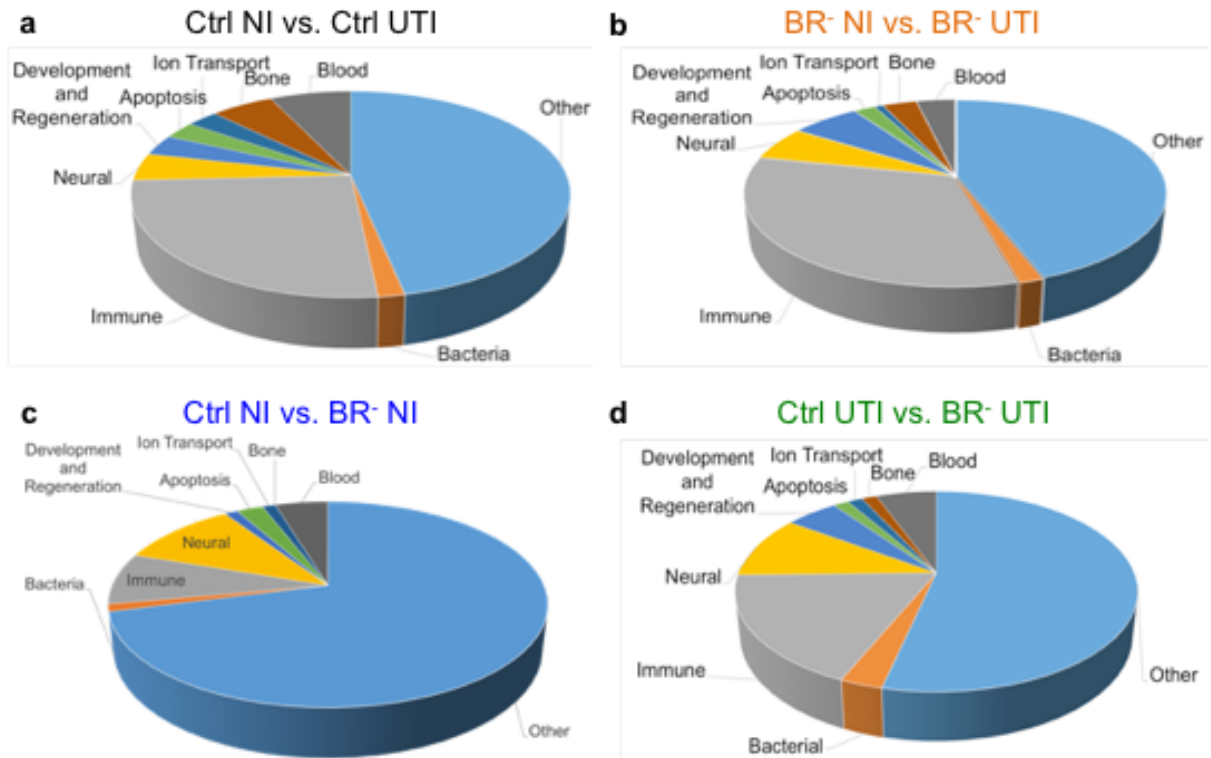 a
Ctrl NI vs. Ctrl UTI
Development
and
Regeneration
Ion Transport
Apoptosis
Bone
Blood
Other
Neural
Immune
Bacteria
b
BR⁻ NI vs. BR⁻ UTI
Development
and
Regeneration
Ion Transport
Apoptosis
Bone
Blood
Other
Neural
Immune
Bacteria
c
Ctrl NI vs. BR⁻ NI
Development
and
Regeneration
Ion Transport
Apoptosis
Bone
Blood
Neural
Immune
Bacteria
Other
d
Ctrl UTI vs. BR⁻ UTI
Development
and
Regeneration
Ion Transport
Apoptosis
Bone
Blood
Neural
Immune
Bacterial
Other